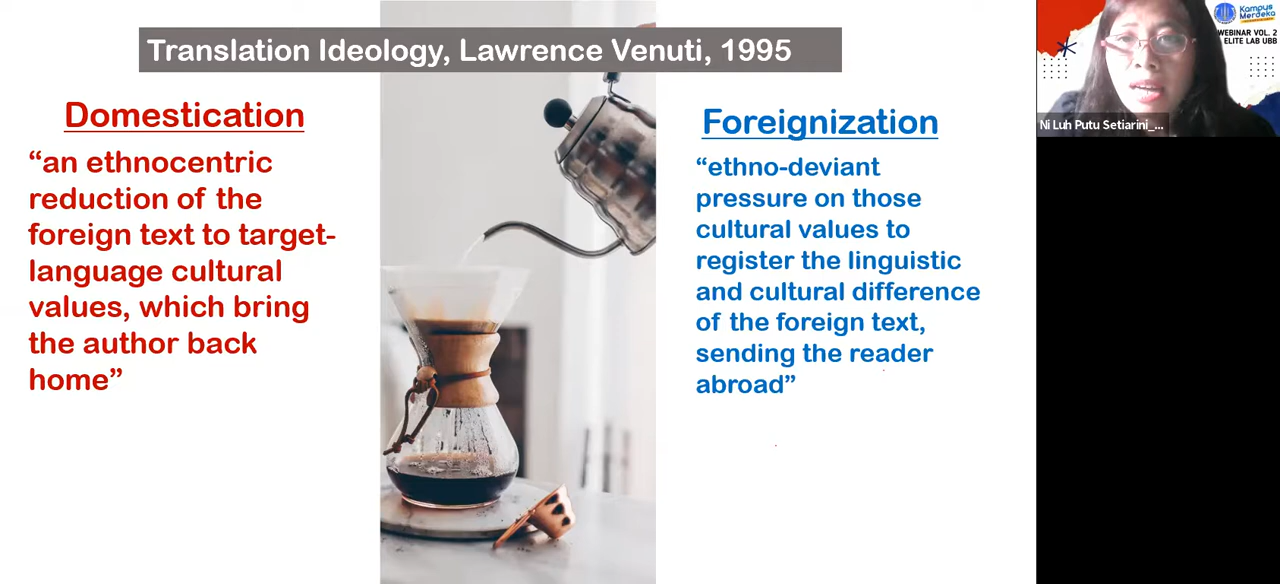 Translation Ideology, Lawrence Venuti, 1995
Domestication
“an ethnocentric
reduction of the
foreign text to target-
language cultural
values, which bring
the author back
home”
Foreignization
“ethno-deviant
pressure on those
cultural values to
register the linguistic
and cultural difference
of the foreign text,
sending the reader
abroad”
Kampus
Merdeka
WEBINAR VOL. 2
ELITE LAB UBB
Ni Luh Putu Setiarini_...